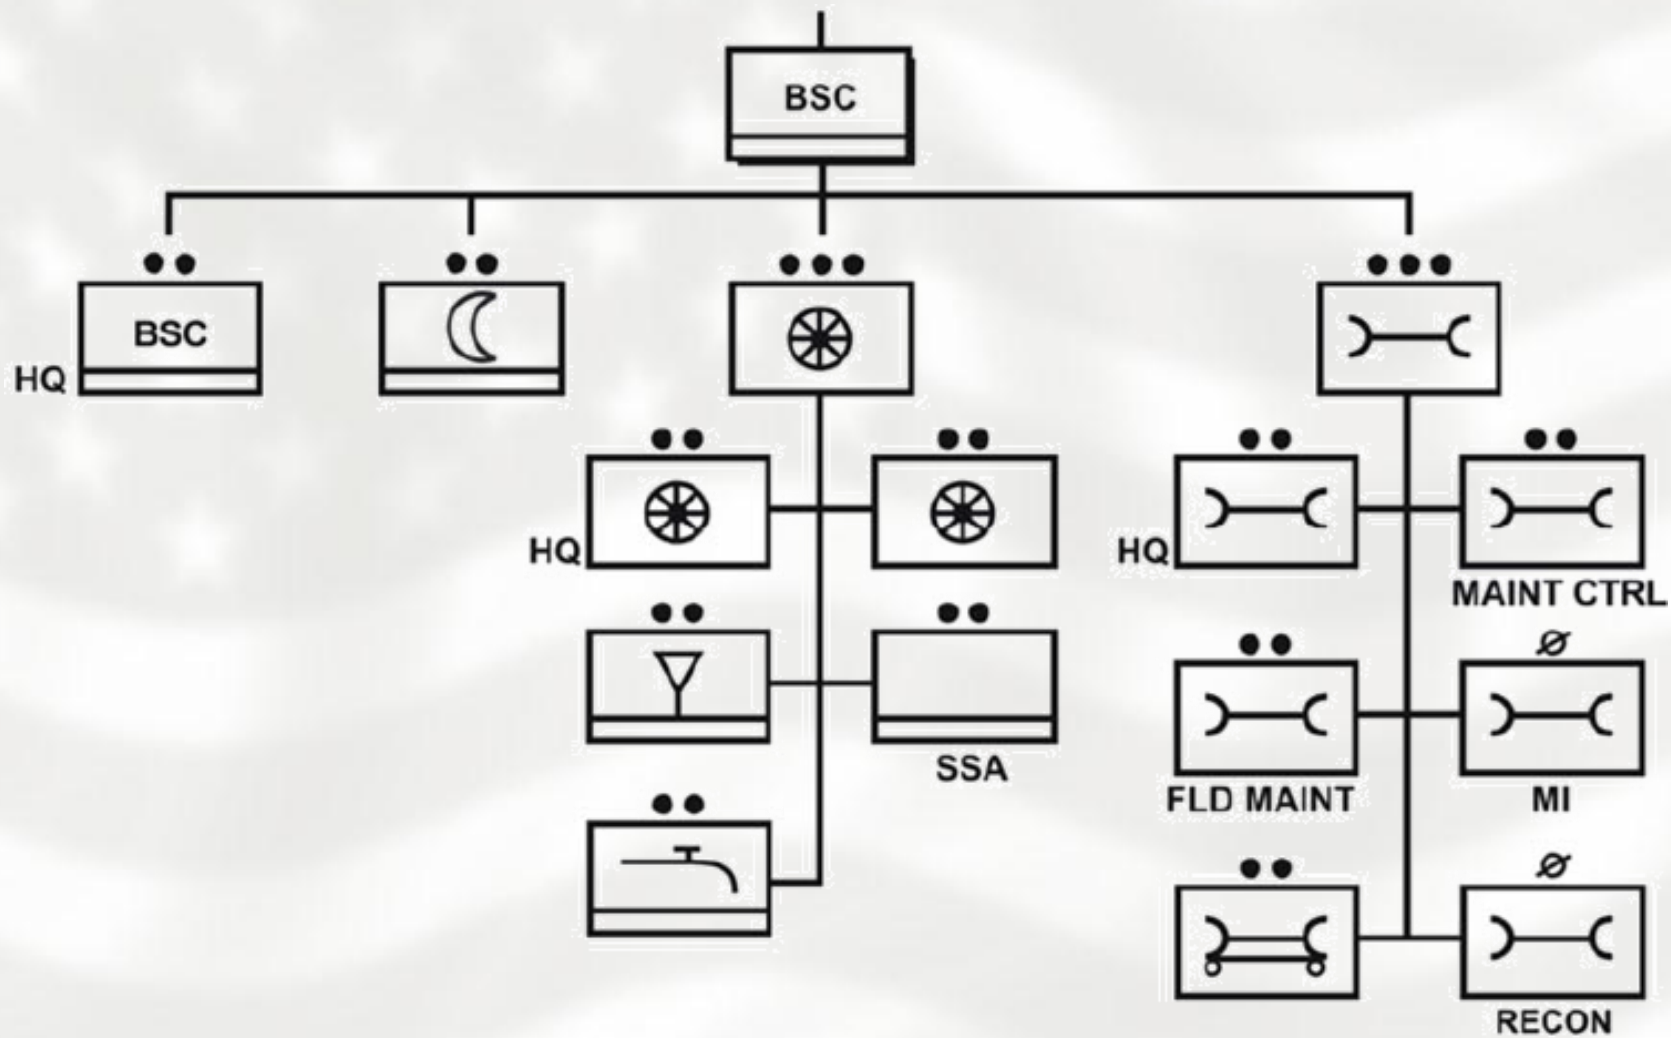 BSC
BSC
HQ
HQ
HQ
MAINT CTRL
SSA
FLD MAINT
MI
RECON